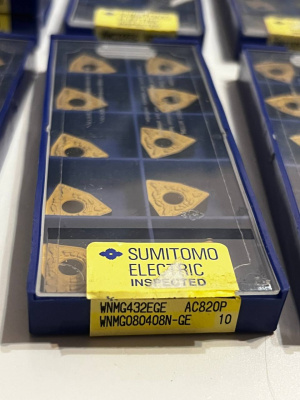 SUMITOMO
ELECTRIC
INSPECTED
WNMG432EGE AC820P
WNMG080408N-GE 10